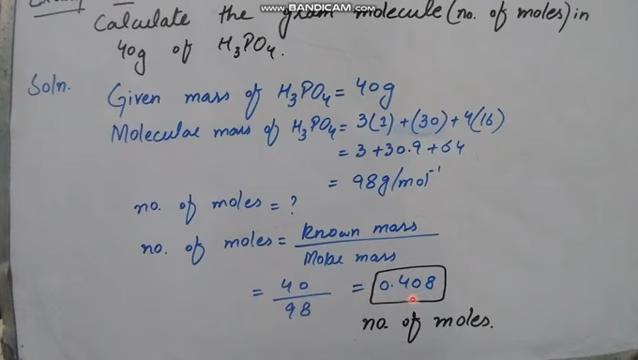 WWW.BANDICAM.COM
Calculate the gram molecule (no. of moles) in
40g of H₃PO₄.
Soln.
Given mass of H₃PO₄ = 40g
Molecular mass of H₃PO₄ = 3(1) + (30) + 4(16)
= 3 + 30.9 + 64
= 98g/mol⁻¹
no. of moles = ?
no. of moles = known mass / Molar mass
= 40 / 98 = 0.408
no. of moles.